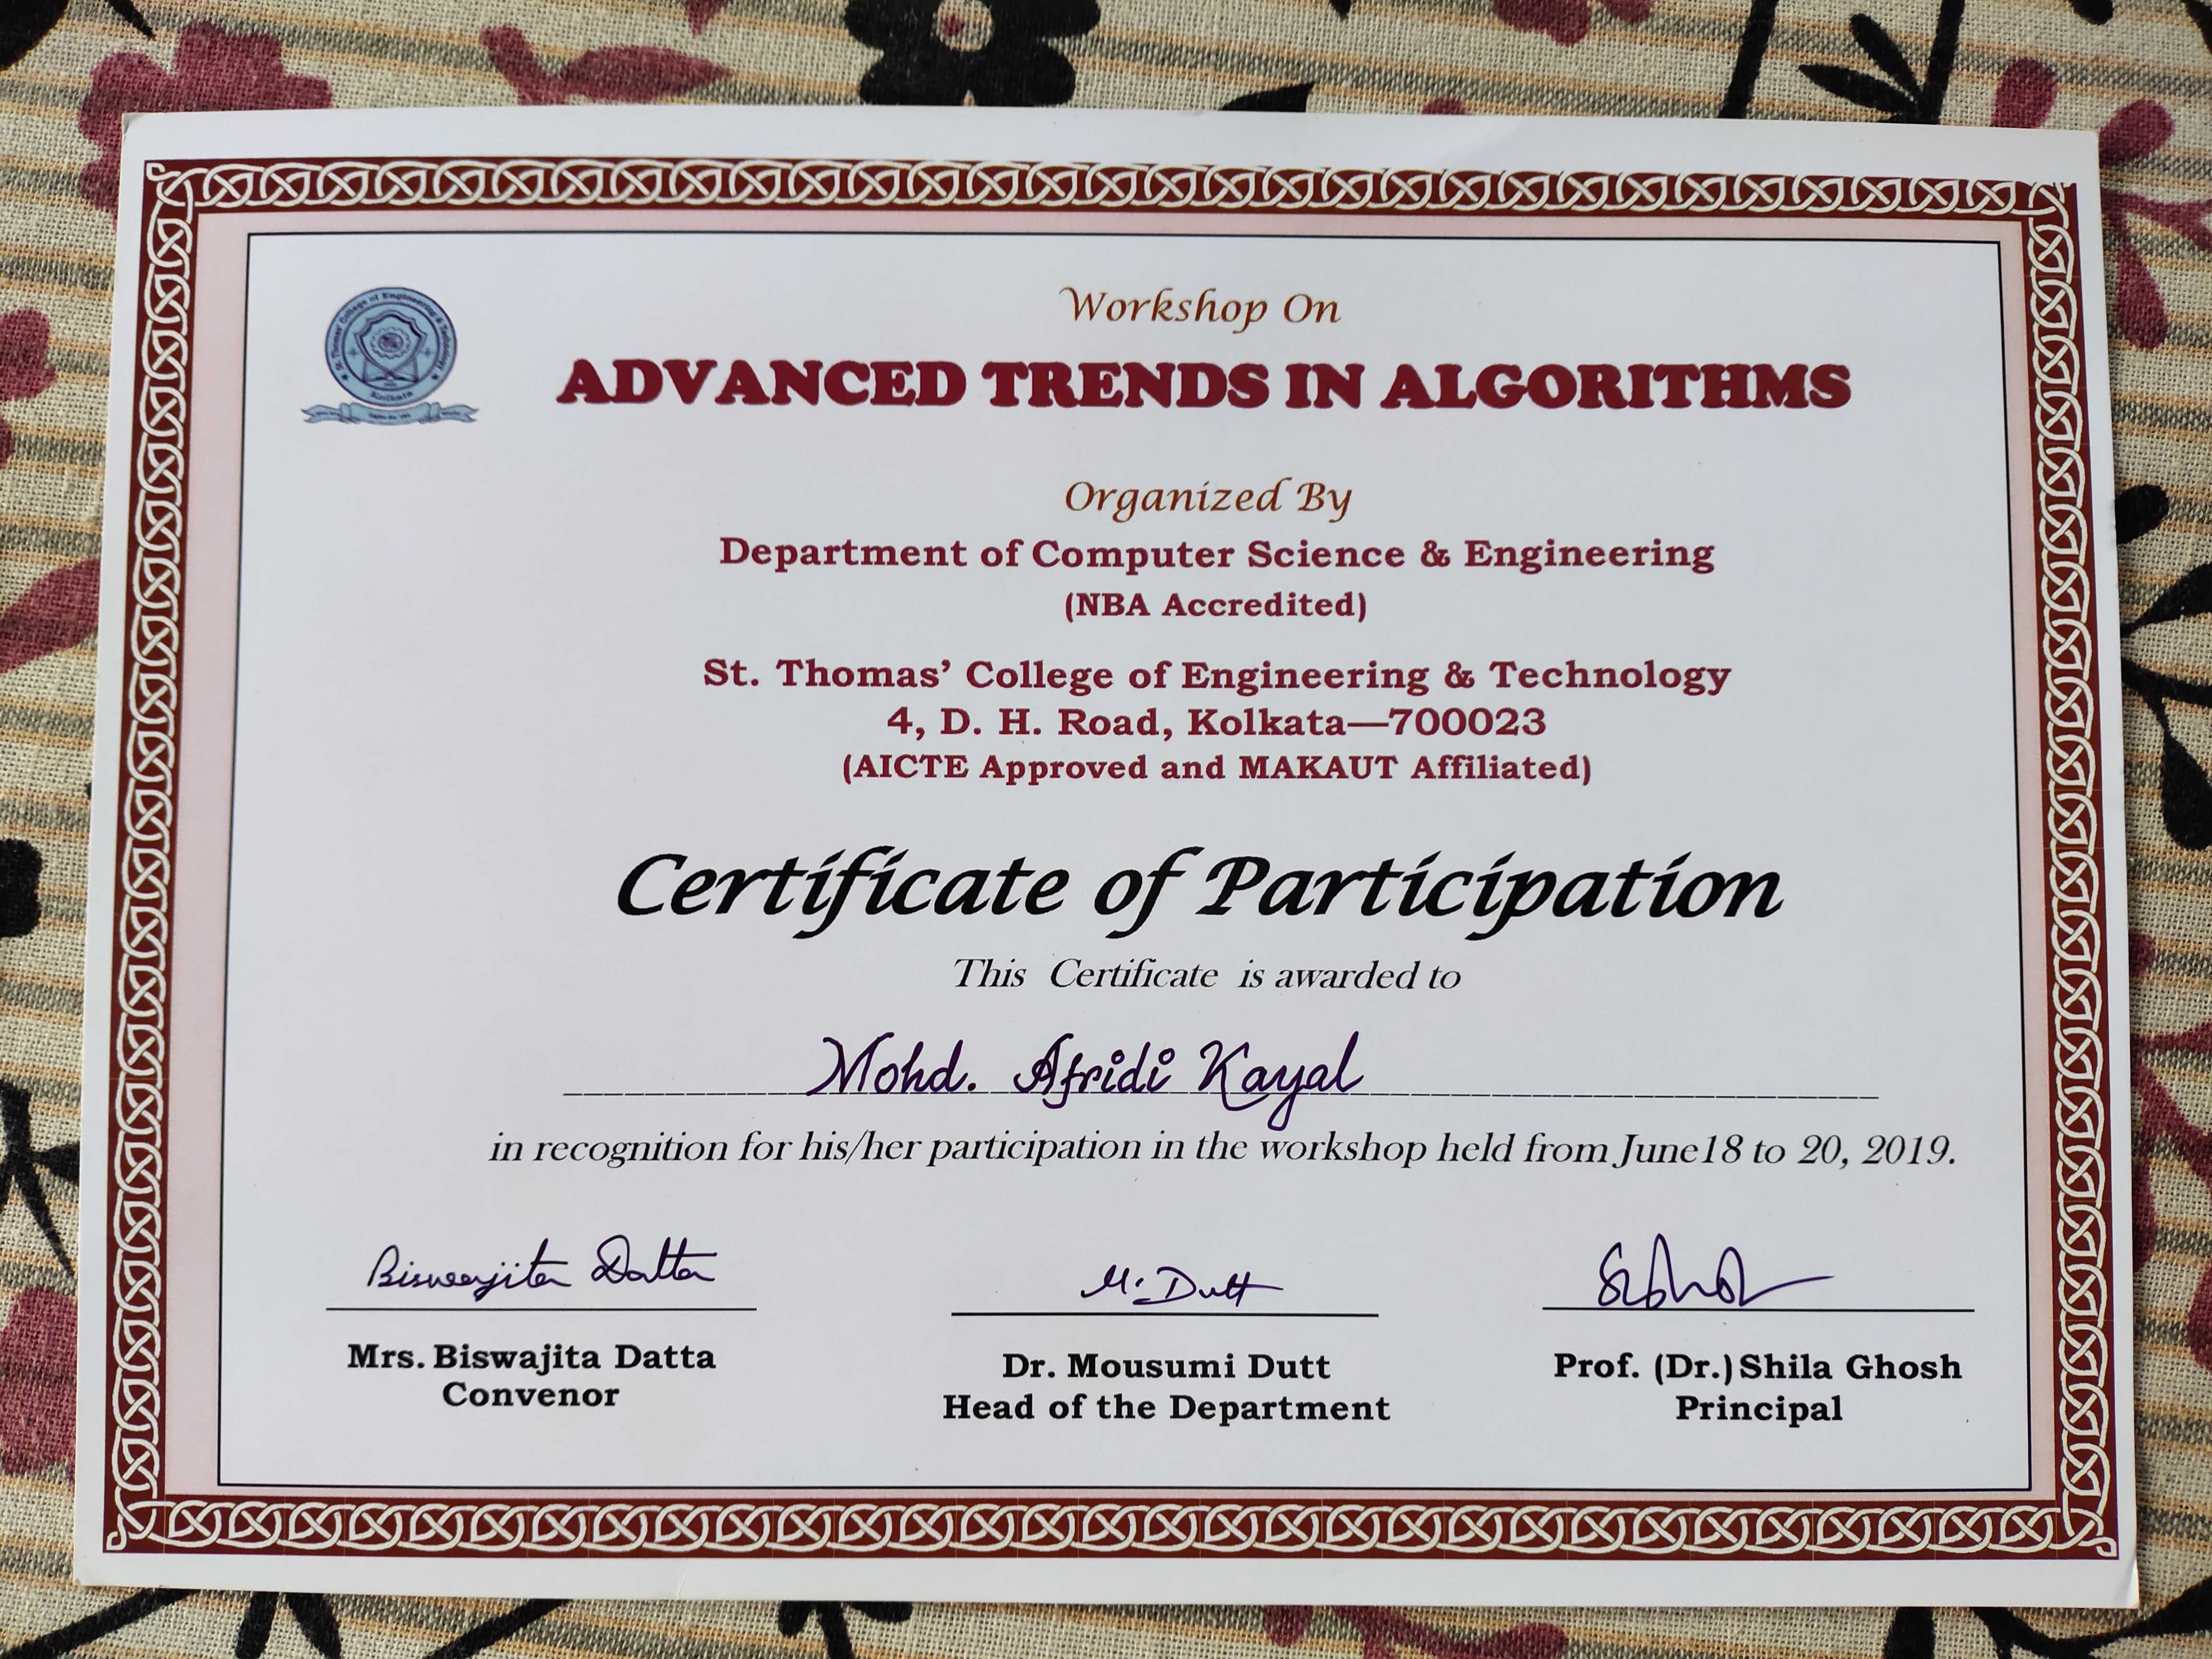 St. Thomas' College of Engineering & Technology
Kolkata
Workshop On
ADVANCED TRENDS IN ALGORITHMS
Organized By
Department of Computer Science & Engineering
(NBA Accredited)
St. Thomas' College of Engineering & Technology
4, D. H. Road, Kolkata—700023
(AICTE Approved and MAKAUT Affiliated)
Certificate of Participation
This Certificate is awarded to
Mohd. Afridi Kayal
in recognition for his/her participation in the workshop held from June18 to 20, 2019.
Biswajita Datta
M. Dutt
Mrs. Biswajita Datta
Convenor
Dr. Mousumi Dutt
Head of the Department
Prof. (Dr.) Shila Ghosh
Principal